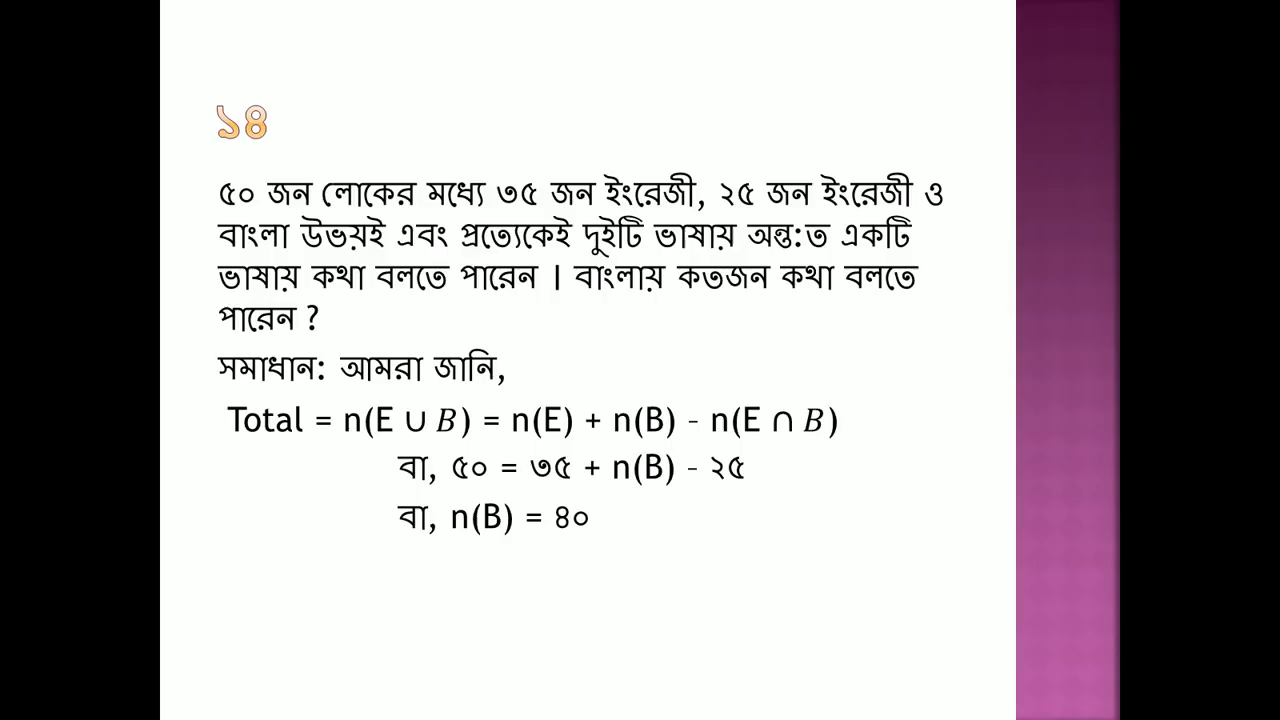 ১৪
৫০ জন লোকের মধ্যে ৩৫ জন ইংরেজী, ২৫ জন ইংরেজী ও
বাংলা উভয়ই এবং প্রত্যেকেই দুইটি ভাষায় অন্ত:ত একটি
ভাষায় কথা বলতে পারেন । বাংলায় কতজন কথা বলতে
পারেন ?
সমাধান: আমরা জানি,
Total = n(E ∪ B) = n(E) + n(B) - n(E ∩ B)
বা, ৫০ = ৩৫ + n(B) - ২৫
বা, n(B) = ৪০